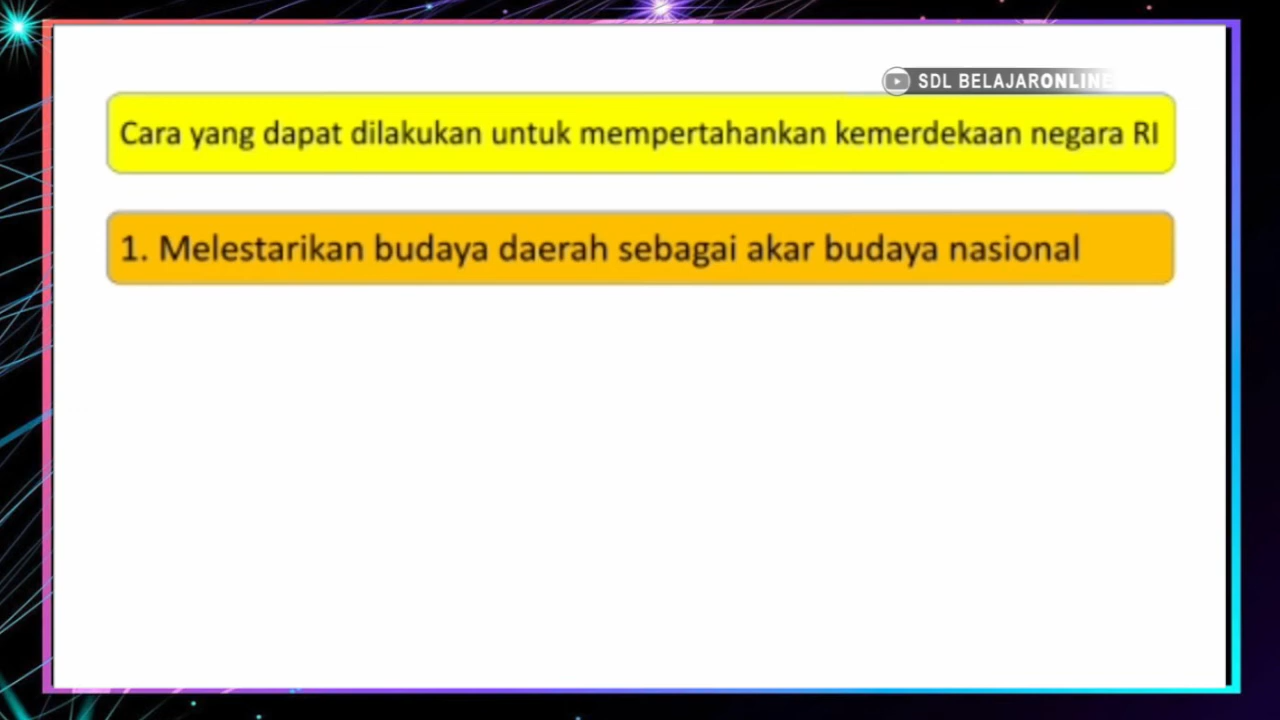 SDL BELAJARONLINE
Cara yang dapat dilakukan untuk mempertahankan kemerdekaan negara RI
1. Melestarikan budaya daerah sebagai akar budaya nasional